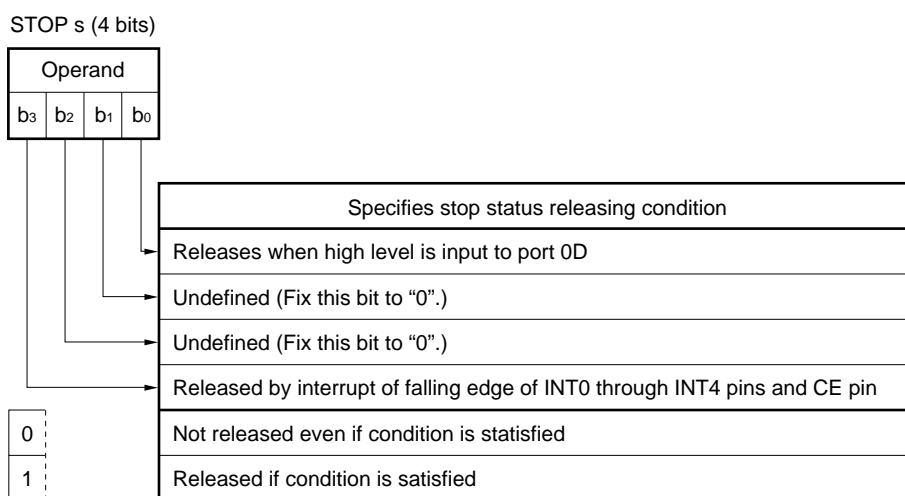 STOP s (4 bits)
Operand
b3 b2 b1 b0
Specifies stop status releasing condition
Releases when high level is input to port 0D
Undefined (Fix this bit to “0”.)
Undefined (Fix this bit to “0”.)
Released by interrupt of falling edge of INT0 through INT4 pins and CE pin
0 Not released even if condition is statisfied
1 Released if condition is satisfied